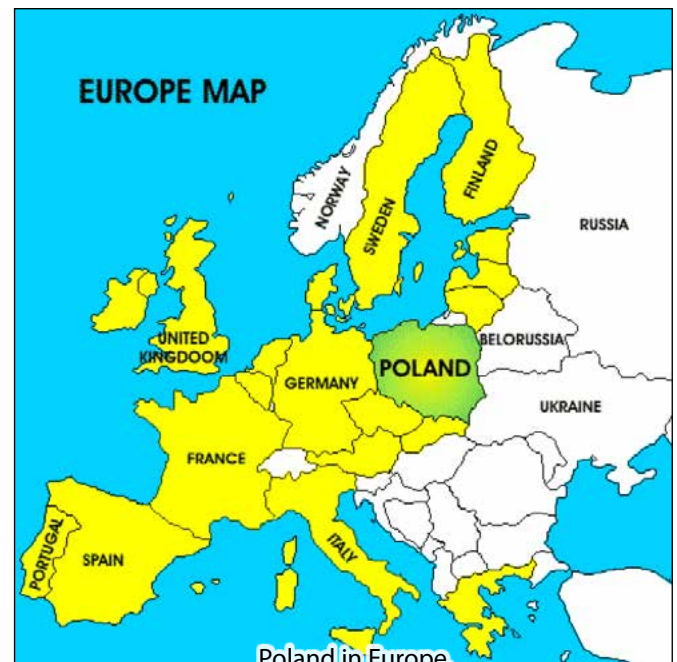 EUROPE MAP
NORWAY
SWEDEN
FINLAND
RUSSIA
UNITED
KINGDOOM
BELORUSSIA
POLAND
GERMANY
UKRAINE
FRANCE
PORTUGAL
SPAIN
ITALY
Poland in Europe